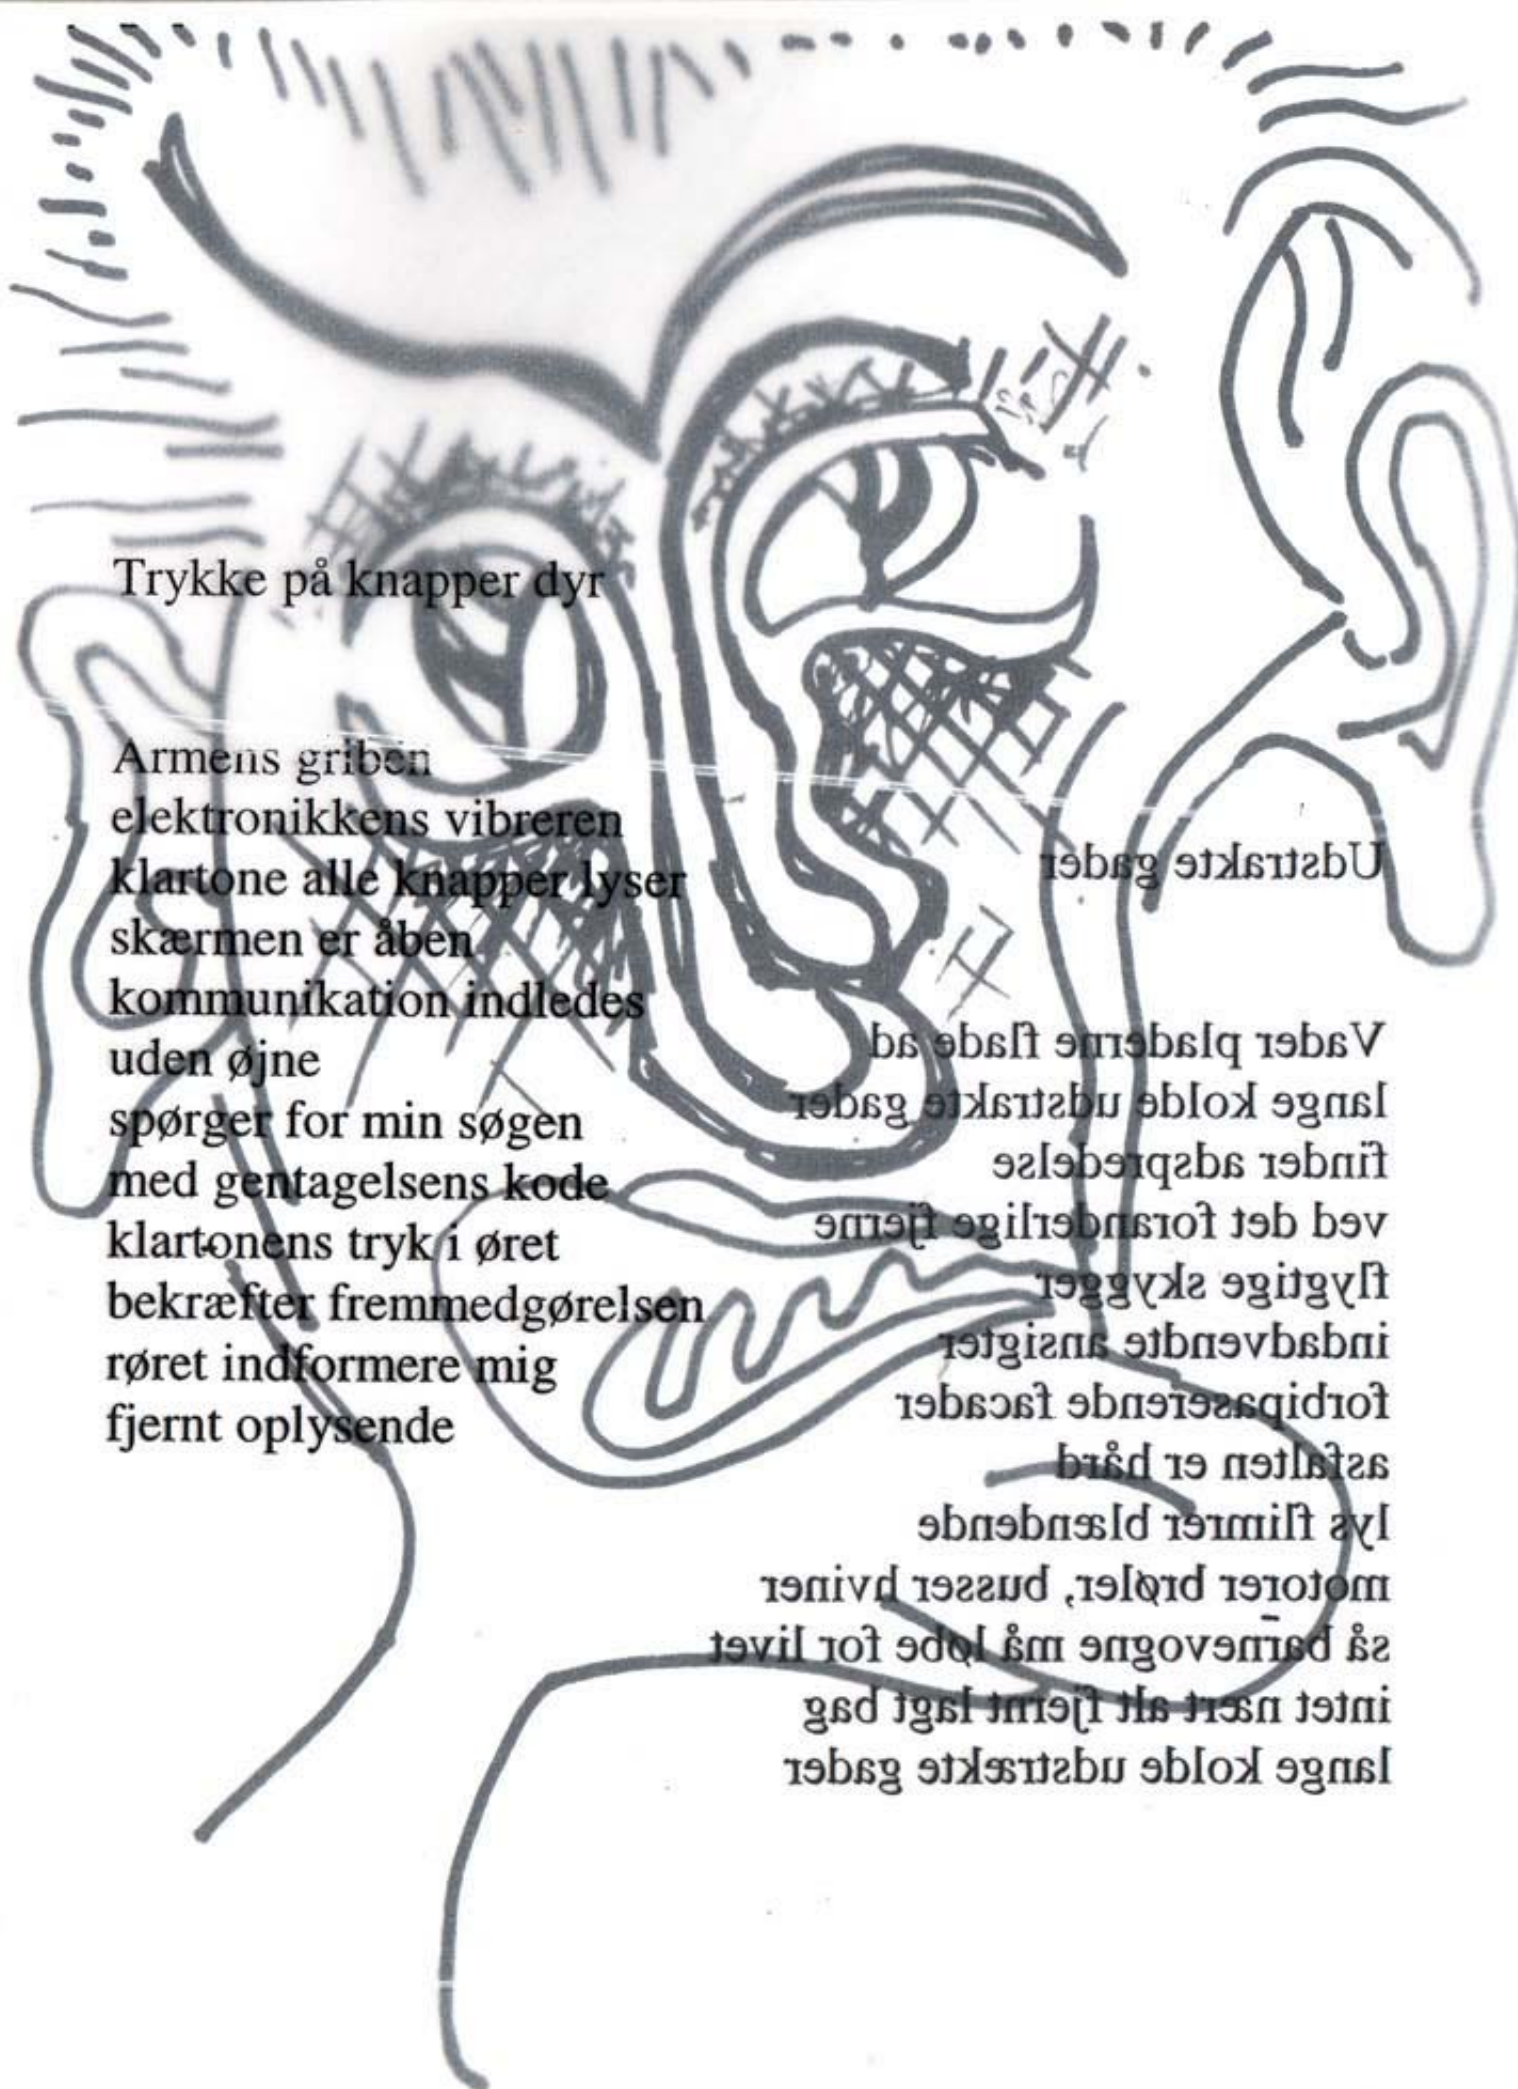 Trykke på knapper dyr
Armens griben
elektronikkens vibreren
klartone alle knapper lyser
skærmen er åben
kommunikation indledes
uden øjne
spørger for min søgen
med gentagelsens kode
klartonens tryk i øret
bekræfter fremmedgørelsen
røret indformere mig
fjernt oplysende
Udstrakte gader
Vader pladerne flade ad
lange kolde udstrakte gader
finder adspredelse
ved det foranderlige fjerne
flygtige skygger
indadvendte ansigter
forbipaserende facader
asfalten er hård
lys flimrer blændende
motorer brøler, busser hviner
så barnevogne må løbe for livet
intet nært alt fjernt lagt bag
lange kolde udstrækte gader